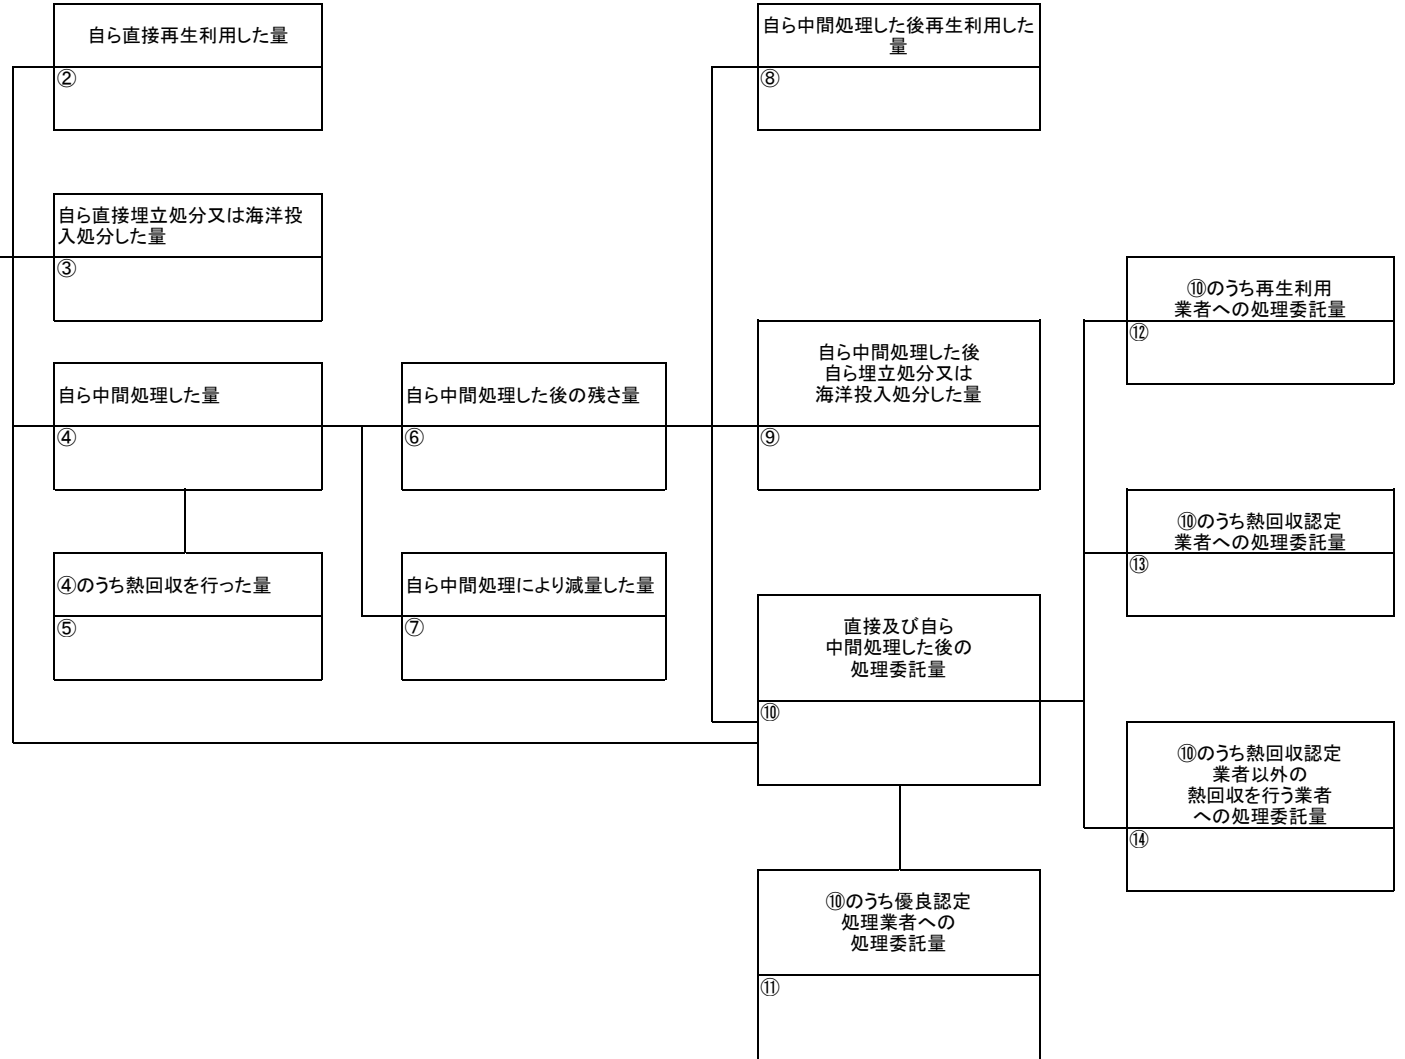 自ら直接再生利用した量
②
自ら直接埋立処分又は海洋投
入処分した量
③
自ら中間処理した量
④
④のうち熱回収を行った量
⑤
自ら中間処理した後の残さ量
⑥
自ら中間処理により減量した量
⑦
自ら中間処理した後再生利用した
量
⑧
自ら中間処理した後
自ら埋立処分又は
海洋投入処分した量
⑨
直接及び自ら
中間処理した後の
処理委託量
⑩
⑩のうち優良認定
処理業者への
処理委託量
⑪
⑩のうち再生利用
業者への処理委託量
⑫
⑩のうち熱回収認定
業者への処理委託量
⑬
⑩のうち熱回収認定
業者以外の
熱回収を行う業者
への処理委託量
⑭